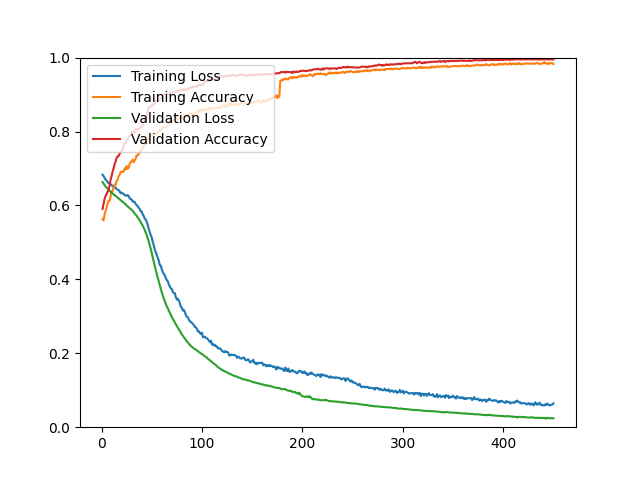 Training Loss
Training Accuracy
Validation Loss
Validation Accuracy
1.0
0.8
0.6
0.4
0.2
0.0
0 100 200 300 400